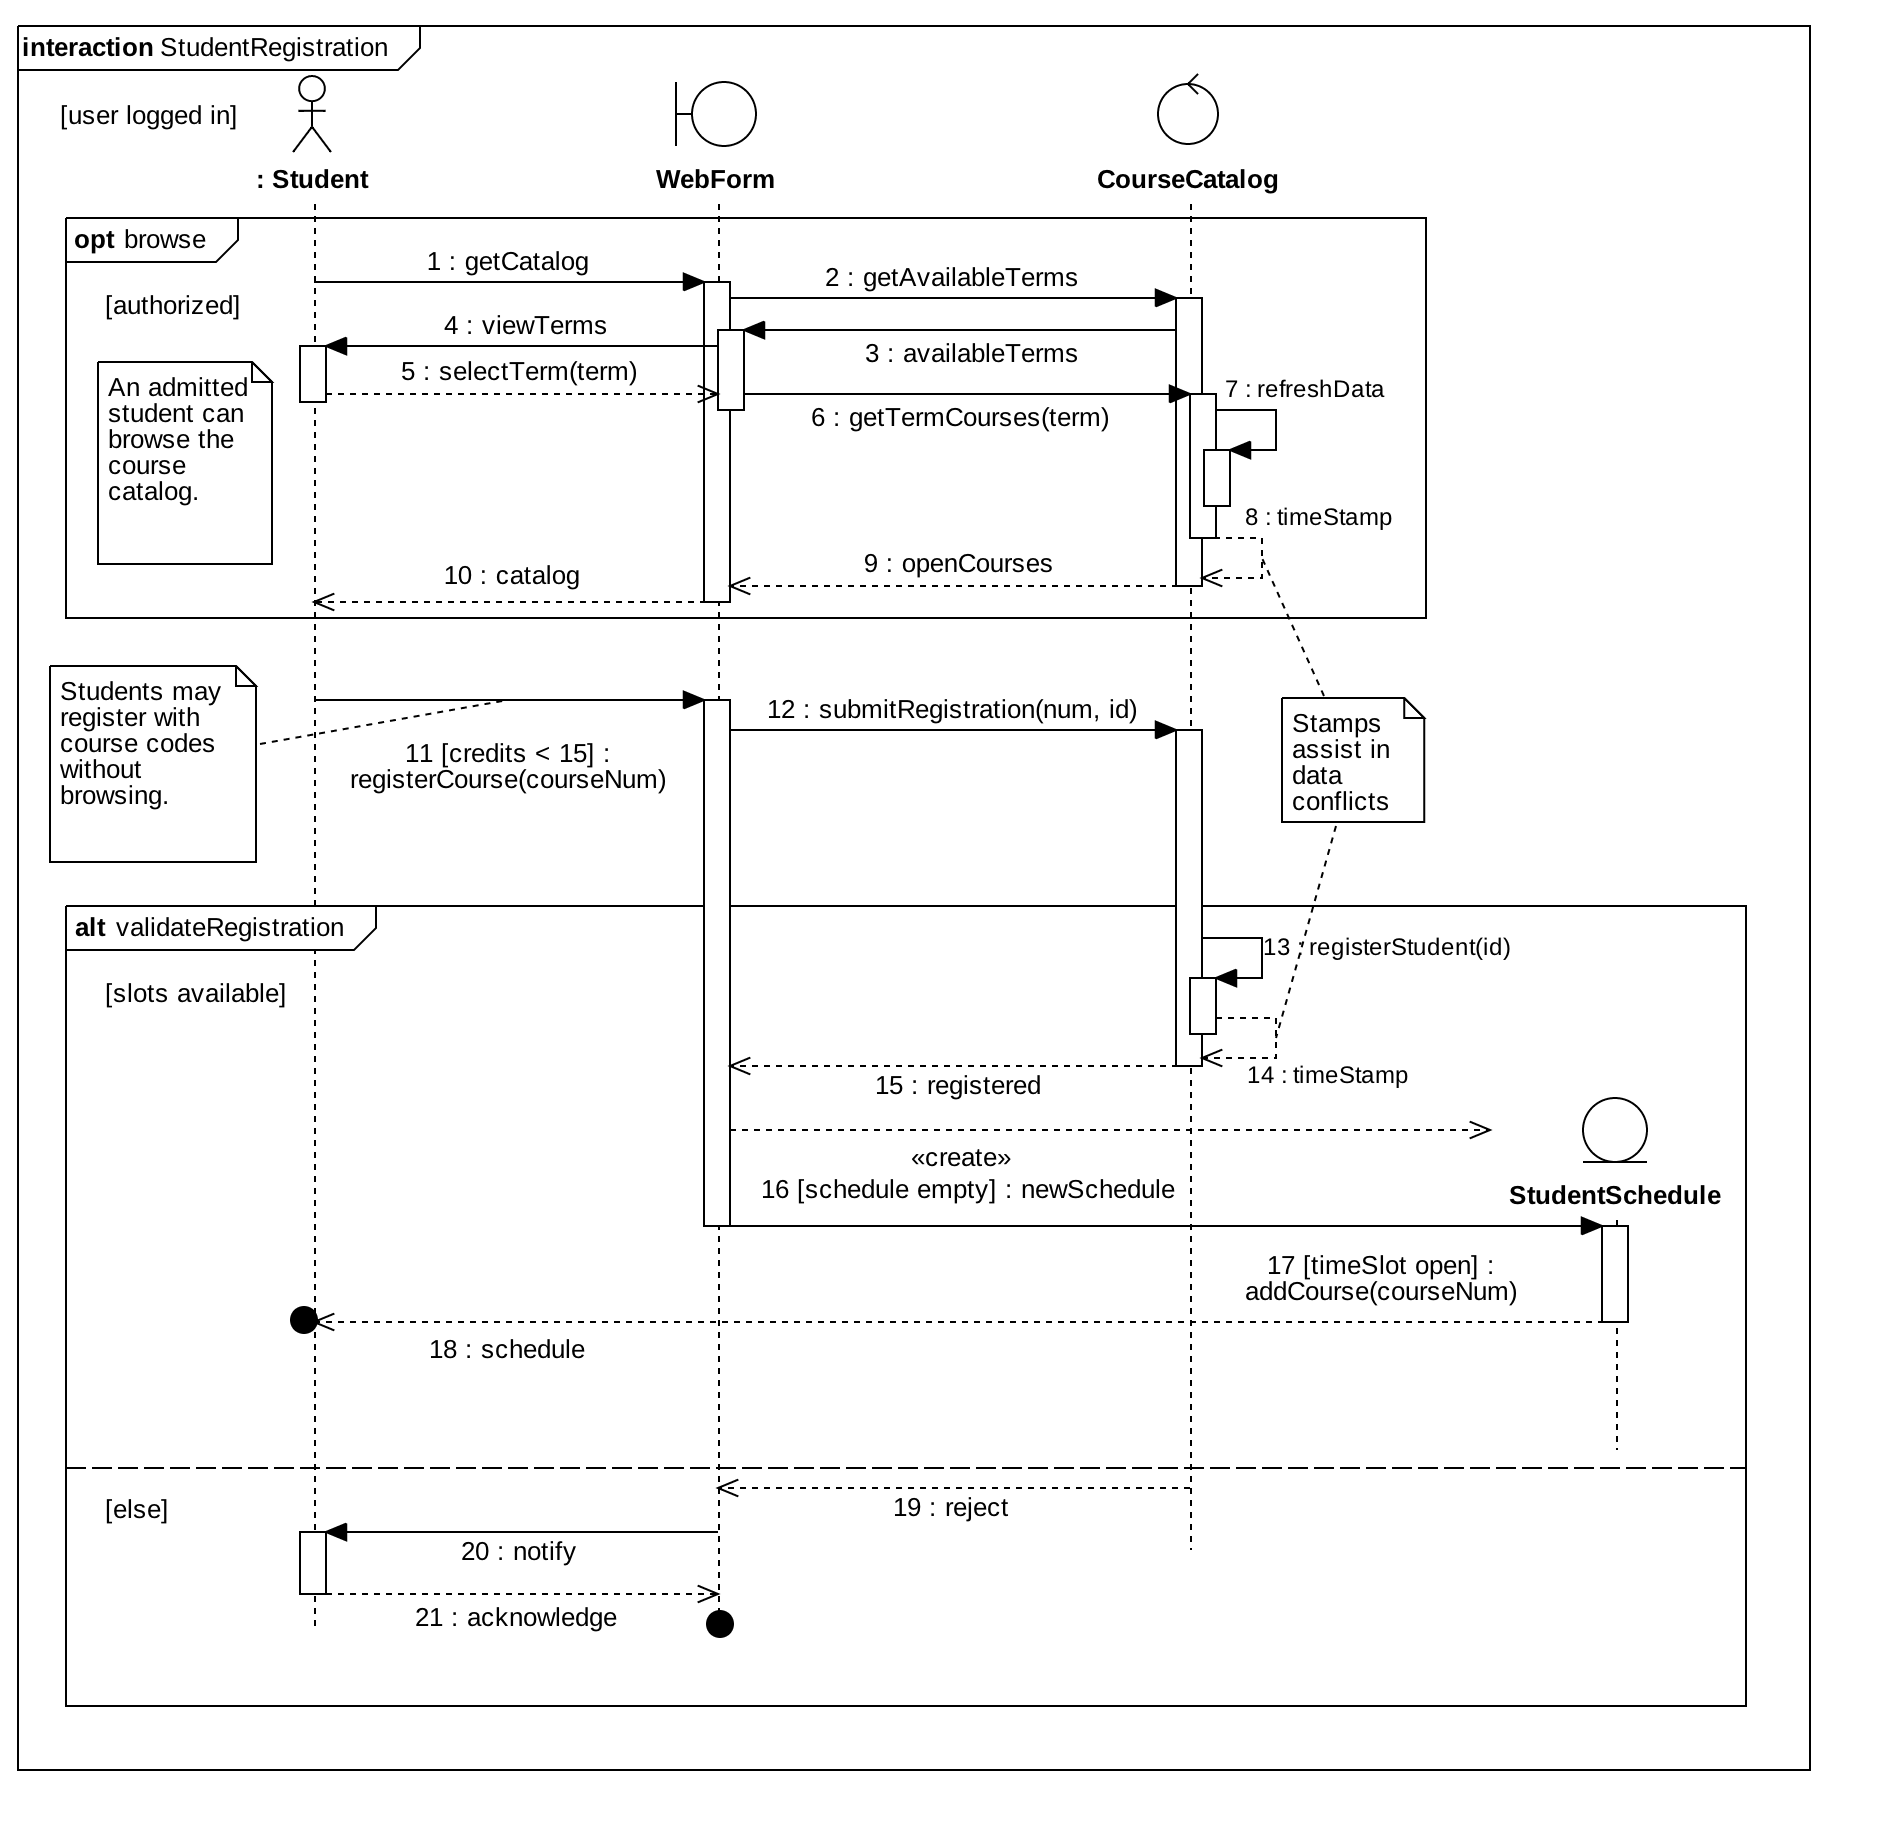 interaction StudentRegistration
[user logged in]
: Student
WebForm
CourseCatalog
opt browse
1 : getCatalog
2 : getAvailableTerms
[authorized]
4 : viewTerms
3 : availableTerms
5 : selectTerm(term)
7 : refreshData
An admitted
student can
browse the
course
catalog.
6 : getTermCourses(term)
8 : timeStamp
9 : openCourses
10 : catalog
Students may
register with
course codes
without
browsing.
12 : submitRegistration(num, id)
11 [credits < 15] :
registerCourse(courseNum)
Stamps
assist in
data
conflicts
alt validateRegistration
13 : registerStudent(id)
[slots available]
14 : timeStamp
15 : registered
«create»
16 [schedule empty] : newSchedule
StudentSchedule
17 [timeSlot open] :
addCourse(courseNum)
18 : schedule
[else]
19 : reject
20 : notify
21 : acknowledge